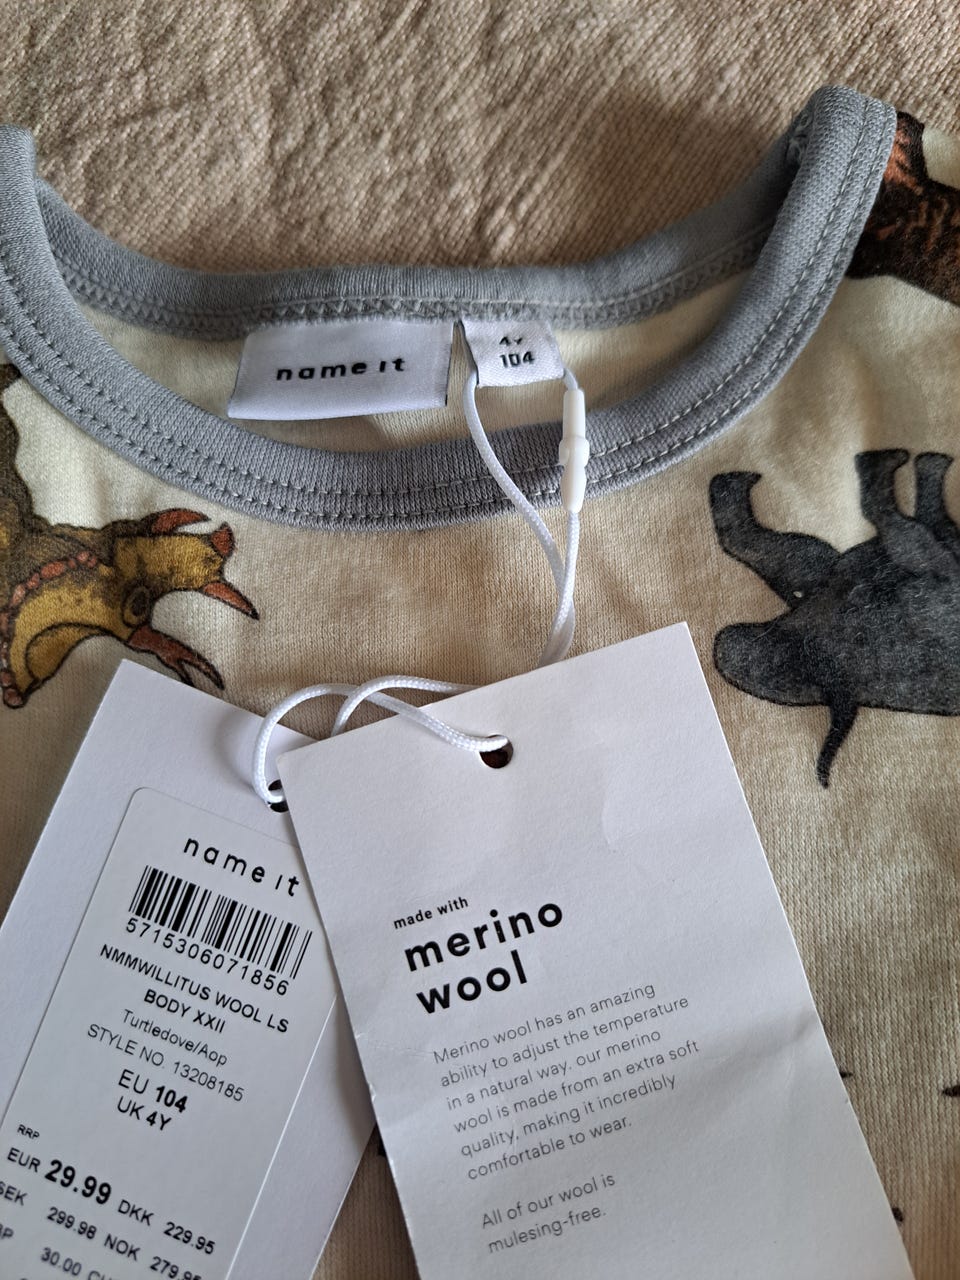 name it
4Y
104
name it
5715306071856
NMMWILLITUS WOOL LS
BODY XXII
Turtledove/Aop
STYLE NO. 13208185
EU 104
UK 4Y
RRP
EUR 29.99 DKK 229.95
SEK 299.98 NOK 279.95
30.00
made with
merino
wool
Merino wool has an amazing
ability to adjust the temperature
in a natural way. our merino
wool is made from an extra soft
quality, making it incredibly
comfortable to wear.
All of our wool is
mulesing-free.